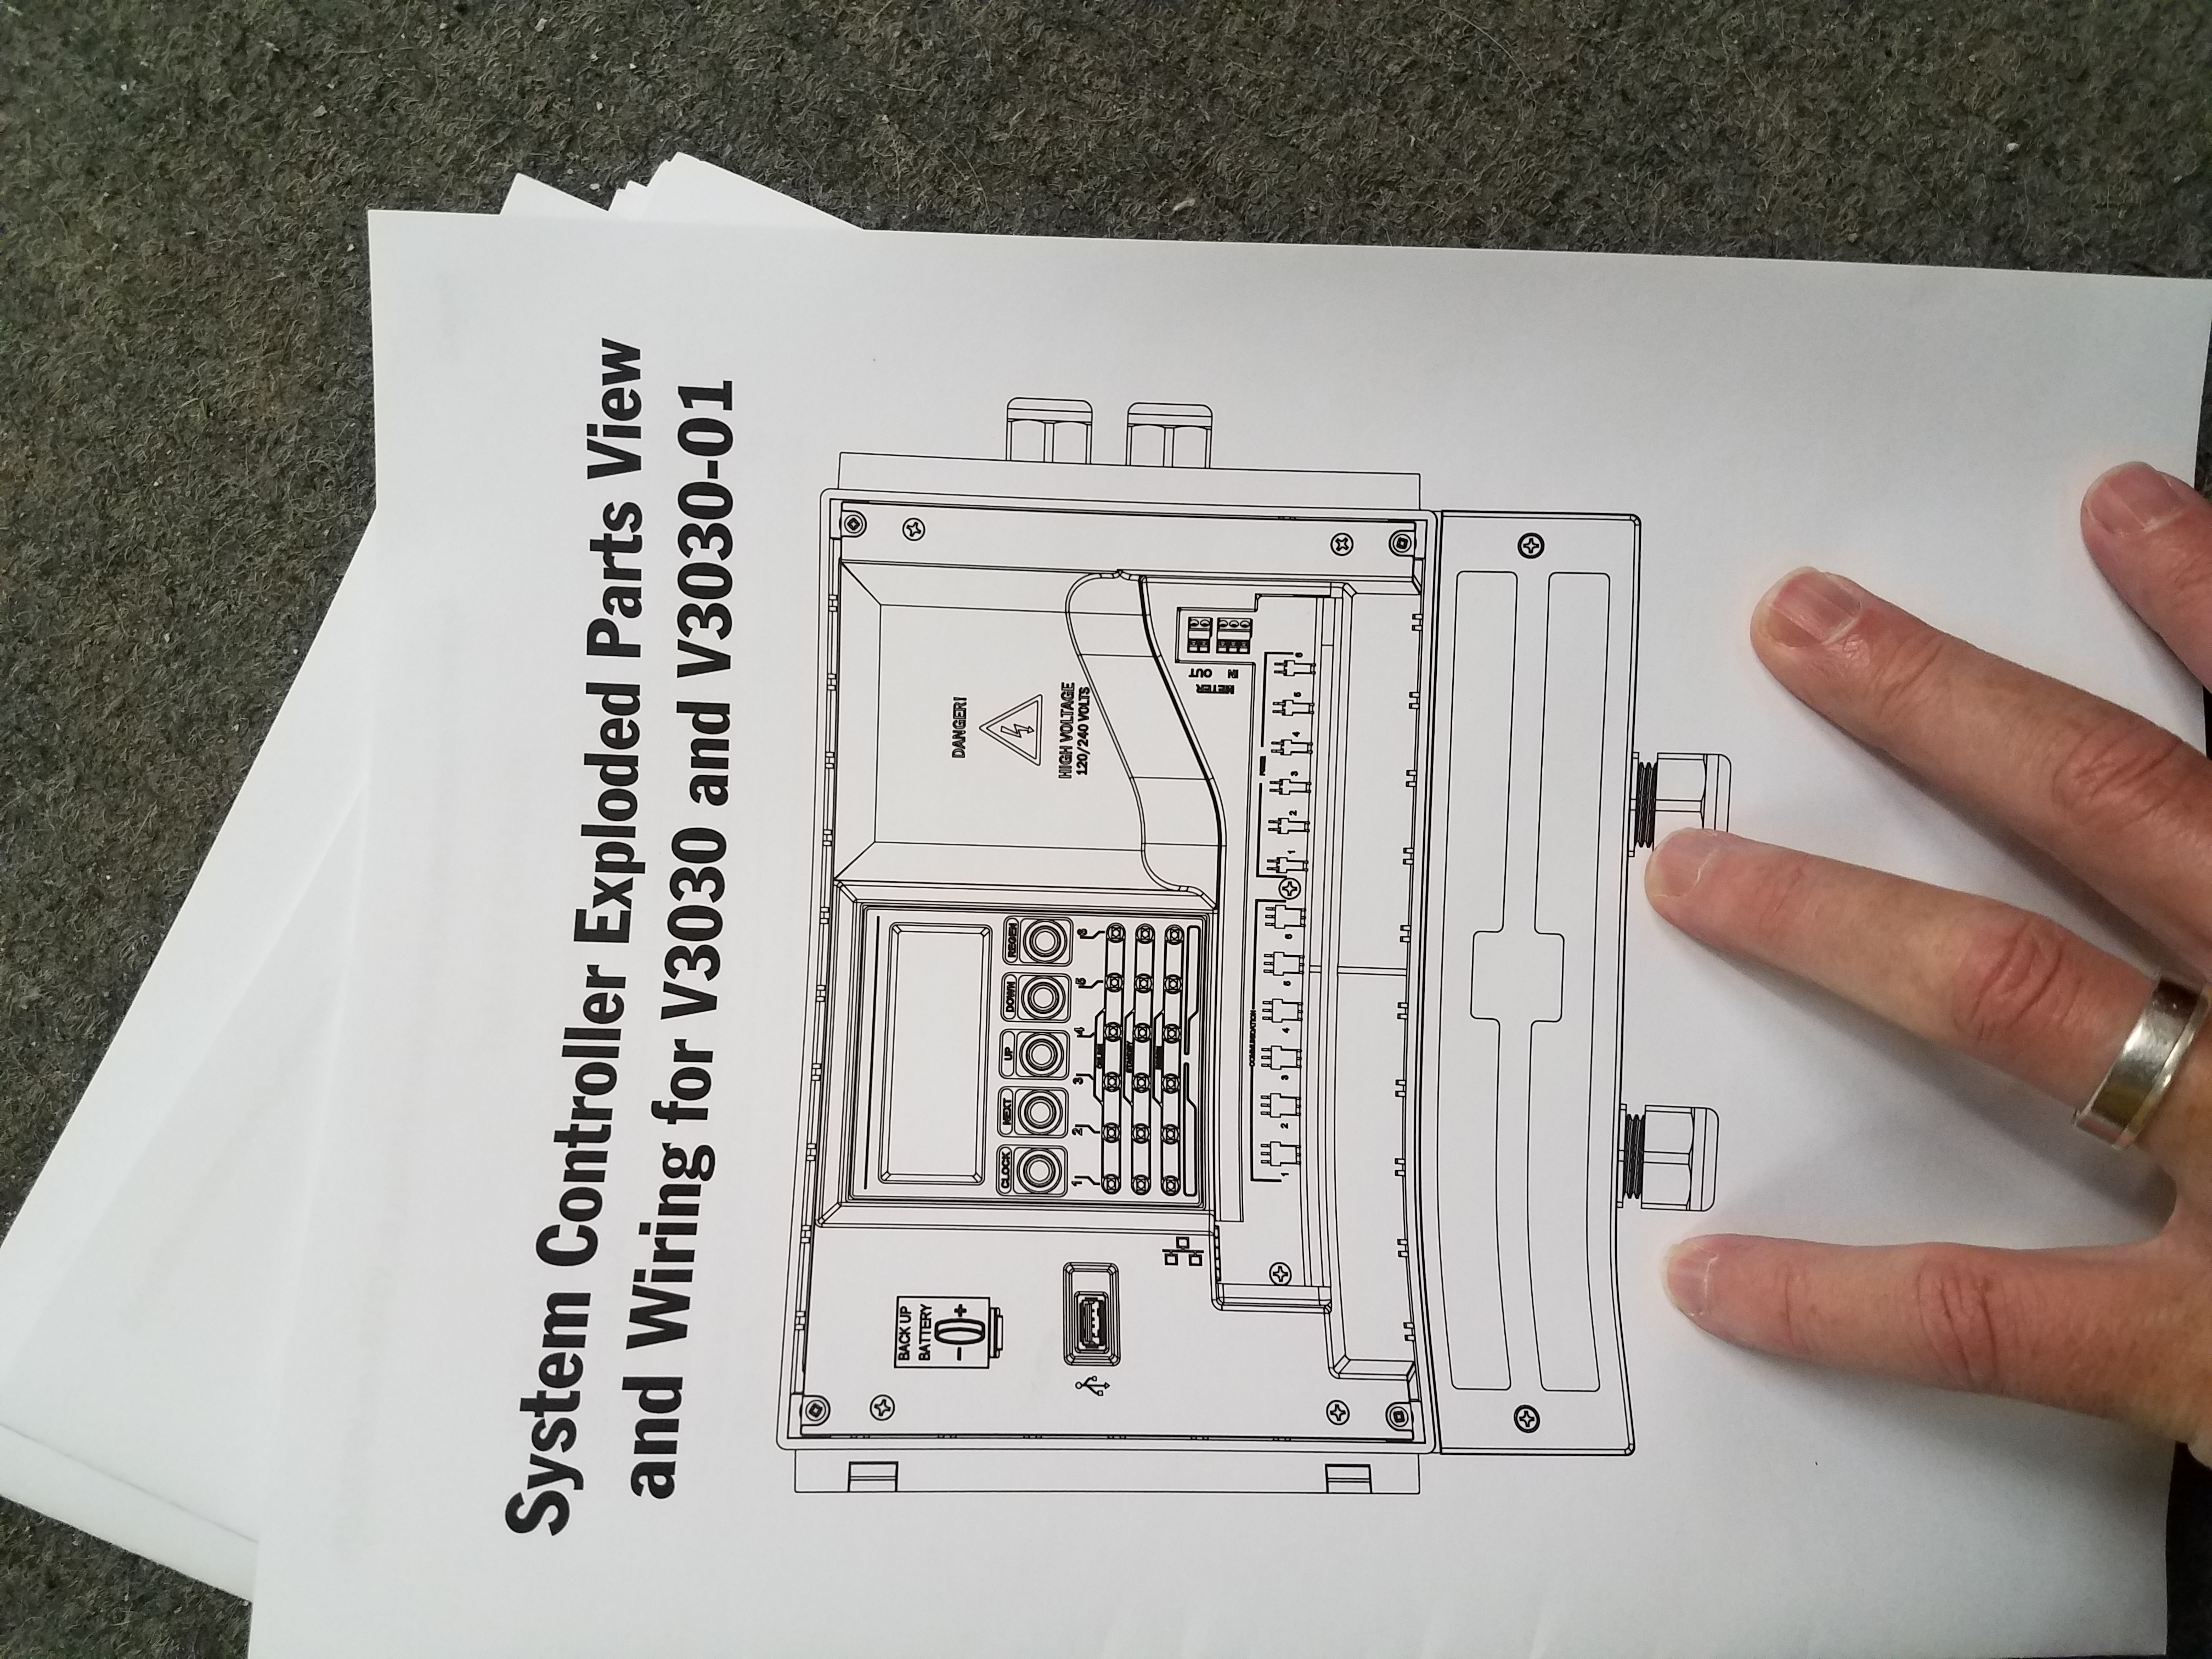 System Controller Exploded Parts View
and Wiring for V3030 and V3030-01
BACK UP
BATTERY
- +
CLOCK NEXT UP DOWN REGEN
1 2 3 4 5 6
ONLINE
STANDBY
DANGER!
HIGH VOLTAGE
120/240 VOLTS
METER
IN OUT
COMMUNICATION
1 2 3 4 5 6
POWER
1 2 3 4 5 6